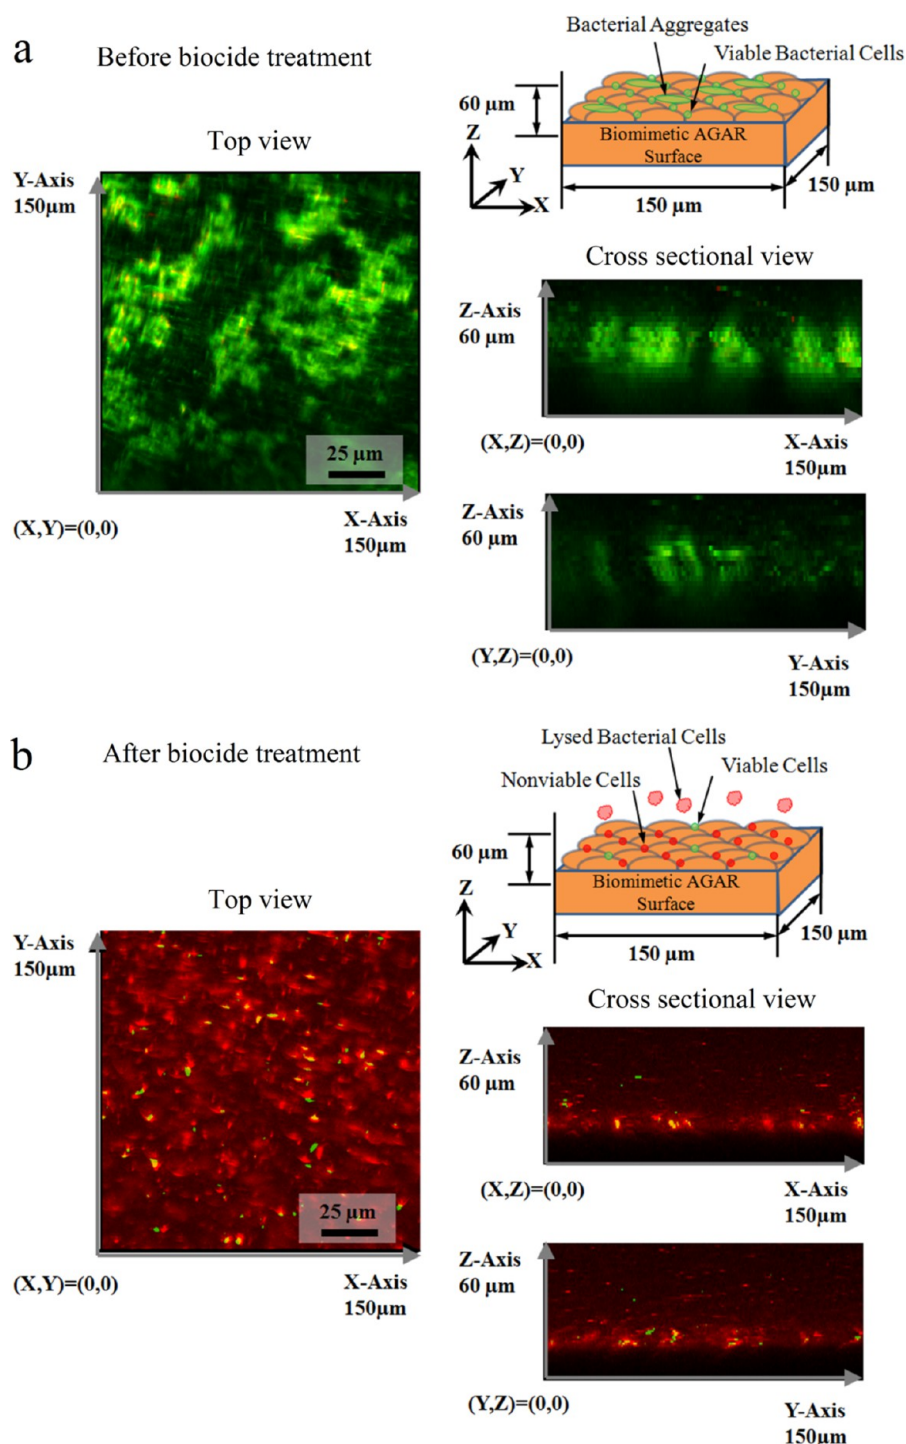 a
Before biocide treatment
Top view
Y-Axis
150µm
25 µm
(X,Y)=(0,0)
X-Axis
150µm
Bacterial Aggregates
Viable Bacterial Cells
60 µm
Z
Y
X
Biomimetic AGAR
Surface
150 µm
150 µm
Cross sectional view
Z-Axis
60 µm
(X,Z)=(0,0)
X-Axis
150µm
Z-Axis
60 µm
(Y,Z)=(0,0)
Y-Axis
150µm
b
After biocide treatment
Top view
Y-Axis
150µm
25 µm
(X,Y)=(0,0)
X-Axis
150µm
Lysed Bacterial Cells
Nonviable Cells
Viable Cells
60 µm
Z
Y
X
Biomimetic AGAR
Surface
150 µm
150 µm
Cross sectional view
Z-Axis
60 µm
(X,Z)=(0,0)
X-Axis
150µm
Z-Axis
60 µm
(Y,Z)=(0,0)
Y-Axis
150µm